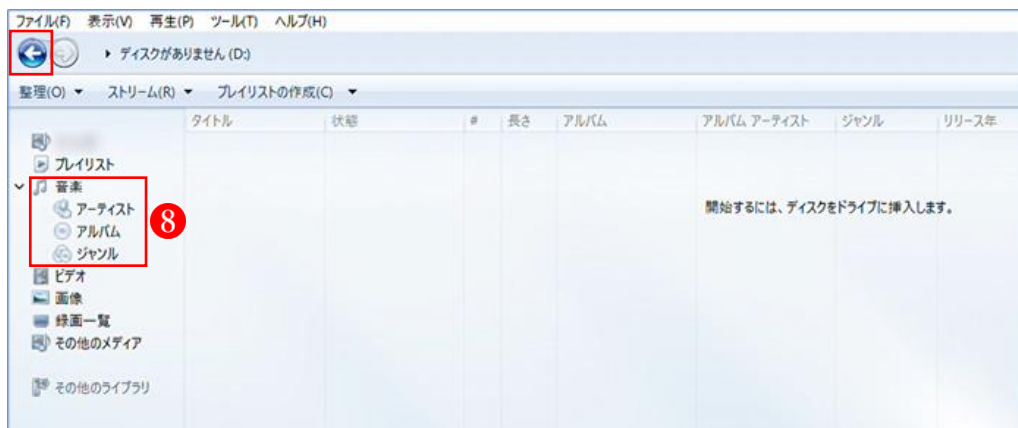 ファイル(F) 表示(V) 再生(P) ツール(T) ヘルプ(H)
ディスクがありません (D:)
整理(O) ストリーム(R) プレイリストの作成(C)
タイトル 状態 # 長さ アルバム アルバム アーティスト ジャンル リリース年
プレイリスト
音楽
アーティスト
アルバム
ジャンル
8
開始するには、ディスクをドライブに挿入します。
ビデオ
画像
録画一覧
その他のメディア
その他のライブラリ